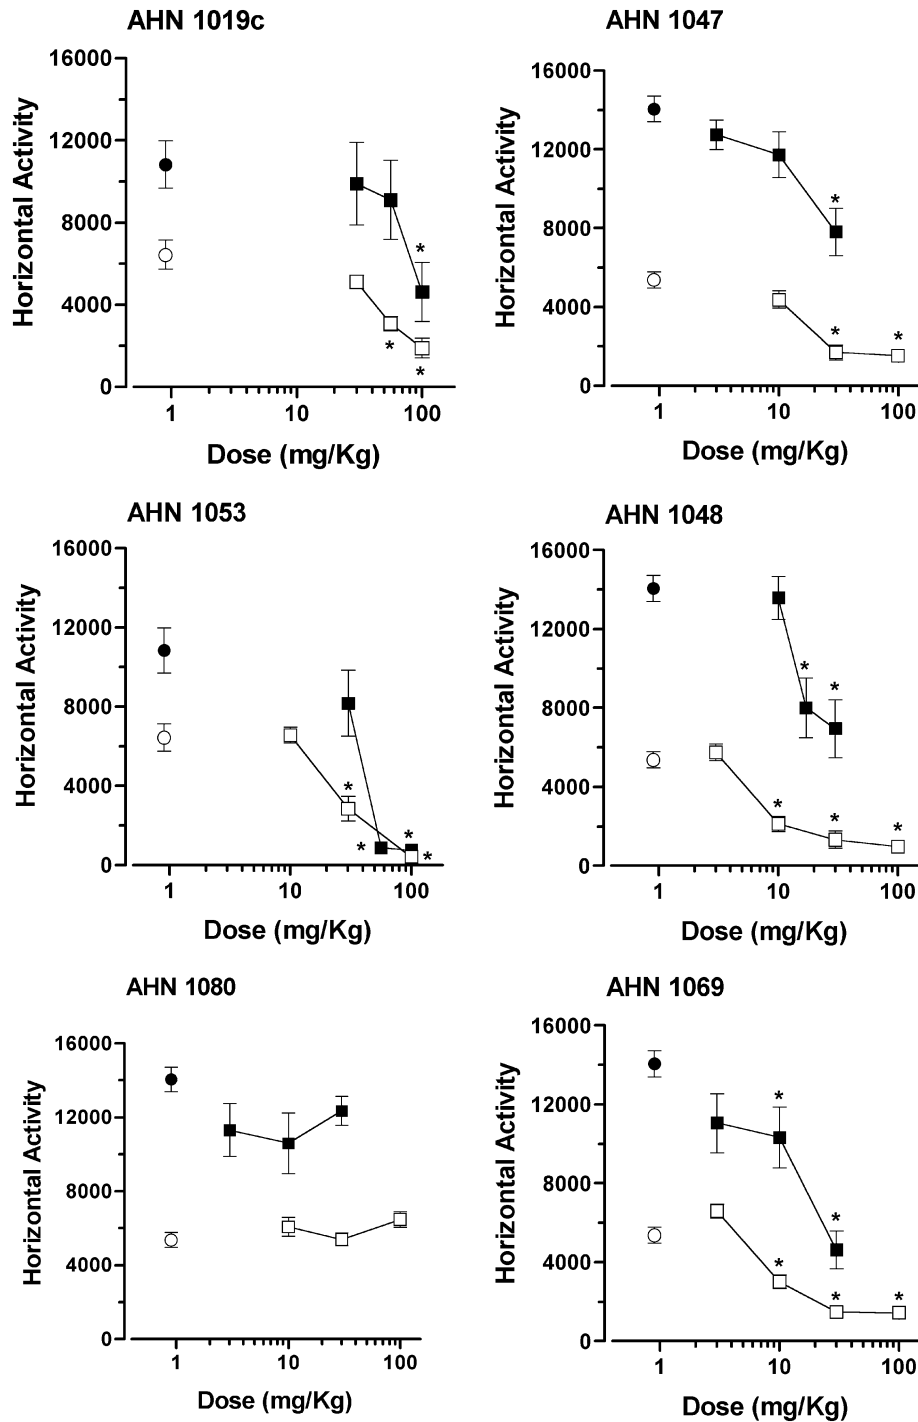 AHN 1019c
Horizontal Activity
16000
12000
8000
4000
0
*
*
*
1 10 100
Dose (mg/Kg)
AHN 1047
Horizontal Activity
16000
12000
8000
4000
0
*
*
*
1 10 100
Dose (mg/Kg)
AHN 1053
Horizontal Activity
16000
12000
8000
4000
0
*
*
*
*
1 10 100
Dose (mg/Kg)
AHN 1048
Horizontal Activity
16000
12000
8000
4000
0
*
*
*
*
*
1 10 100
Dose (mg/Kg)
AHN 1080
Horizontal Activity
16000
12000
8000
4000
0
1 10 100
Dose (mg/Kg)
AHN 1069
Horizontal Activity
16000
12000
8000
4000
0
*
*
*
*
*
1 10 100
Dose (mg/Kg)